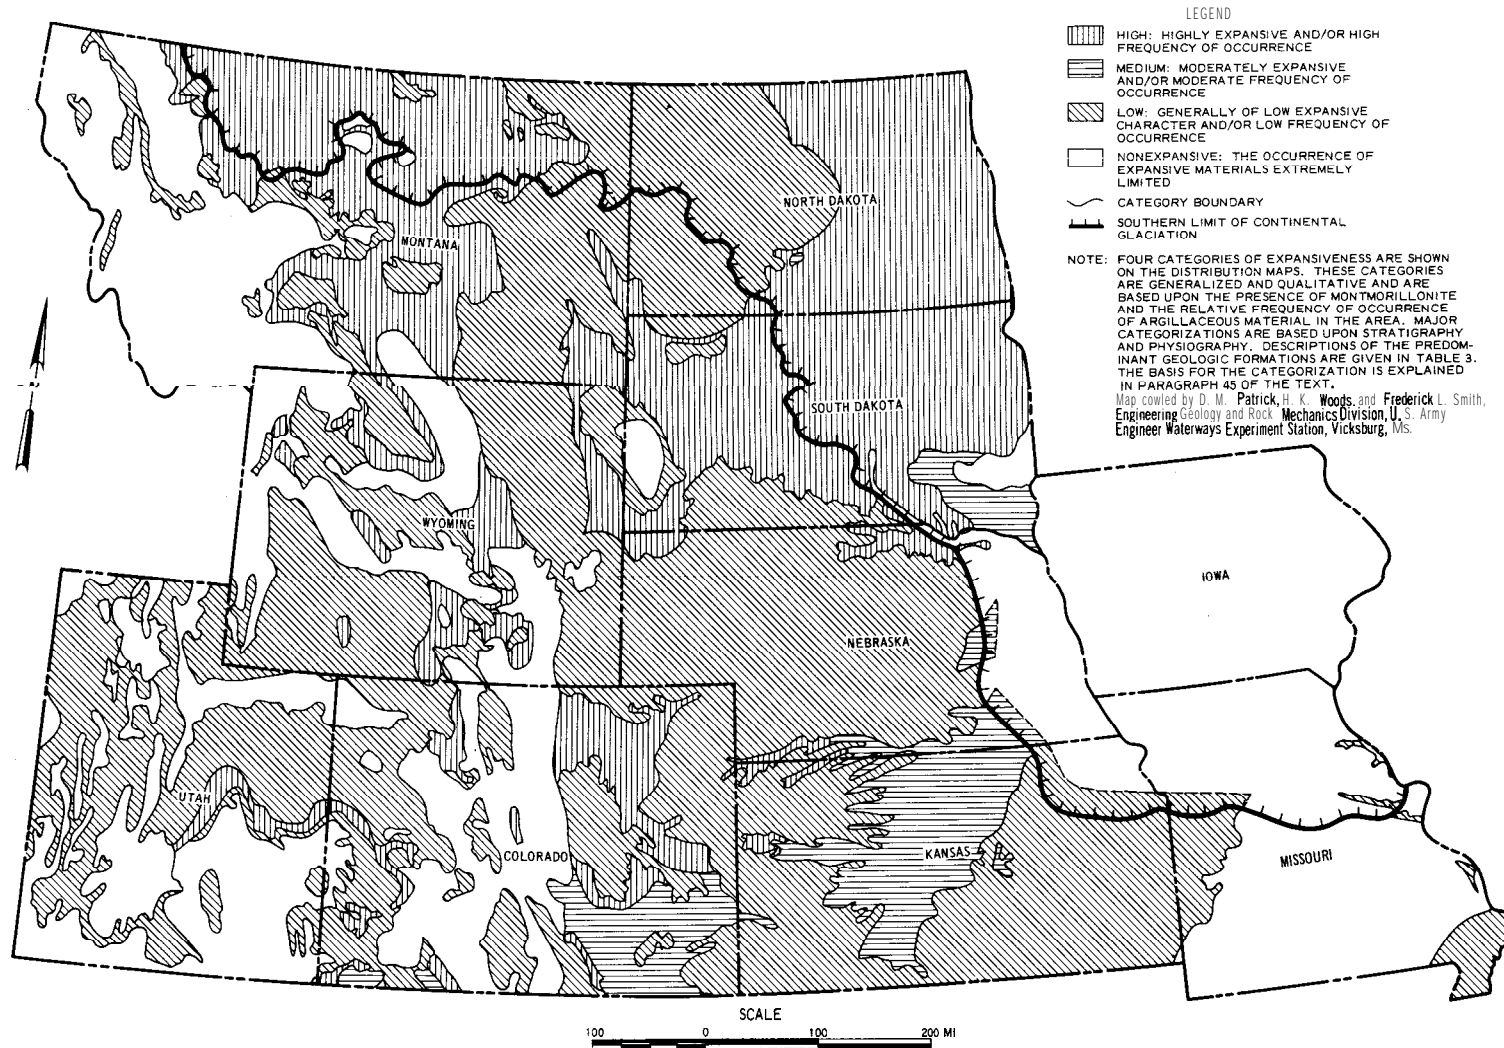 LEGEND
HIGH: HIGHLY EXPANSIVE AND/OR HIGH
FREQUENCY OF OCCURRENCE
MEDIUM: MODERATELY EXPANSIVE
AND/OR MODERATE FREQUENCY OF
OCCURRENCE
LOW: GENERALLY OF LOW EXPANSIVE
CHARACTER AND/OR LOW FREQUENCY OF
OCCURRENCE
NONEXPANSIVE: THE OCCURRENCE OF
EXPANSIVE MATERIALS EXTREMELY
LIMITED
CATEGORY BOUNDARY
SOUTHERN LIMIT OF CONTINENTAL
GLACIATION
NOTE: FOUR CATEGORIES OF EXPANSIVENESS ARE SHOWN
ON THE DISTRIBUTION MAPS. THESE CATEGORIES
ARE GENERALIZED AND QUALITATIVE AND ARE
BASED UPON THE PRESENCE OF MONTMORILLONITE
AND THE RELATIVE FREQUENCY OF OCCURRENCE
OF ARGILLACEOUS MATERIAL IN THE AREA. MAJOR
CATEGORIZATIONS ARE BASED UPON STRATIGRAPHY
AND PHYSIOGRAPHY. DESCRIPTIONS OF THE PREDOM-
INANT GEOLOGIC FORMATIONS ARE GIVEN IN TABLE 3.
THE BASIS FOR THE CATEGORIZATION IS EXPLAINED
IN PARAGRAPH 45 OF THE TEXT.
Map cowled by D. M. Patrick, H. K. Woods. and Frederick L. Smith,
Engineering Geology and Rock Mechanics Division, U. S. Army
Engineer Waterways Experiment Station, Vicksburg, Ms.
NORTH DAKOTA
MONTANA
SOUTH DAKOTA
WYOMING
IOWA
NEBRASKA
UTAH
COLORADO
KANSAS
MISSOURI
SCALE
100 0 100 200 MI